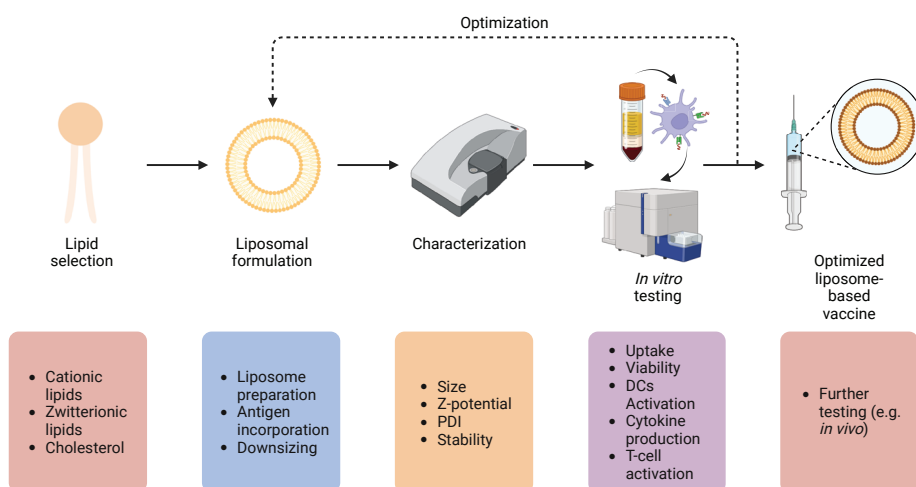 Optimization
Lipid
selection
Liposomal
formulation
Characterization
In vitro
testing
Optimized
liposome-
based
vaccine
• Cationic
lipids
• Zwitterionic
lipids
• Cholesterol
• Liposome
preparation
• Antigen
incorporation
• Downsizing
• Size
• Z-potential
• PDI
• Stability
• Uptake
• Viability
• DCs
Activation
• Cytokine
production
• T-cell
activation
• Further
testing (e.g.
in vivo)